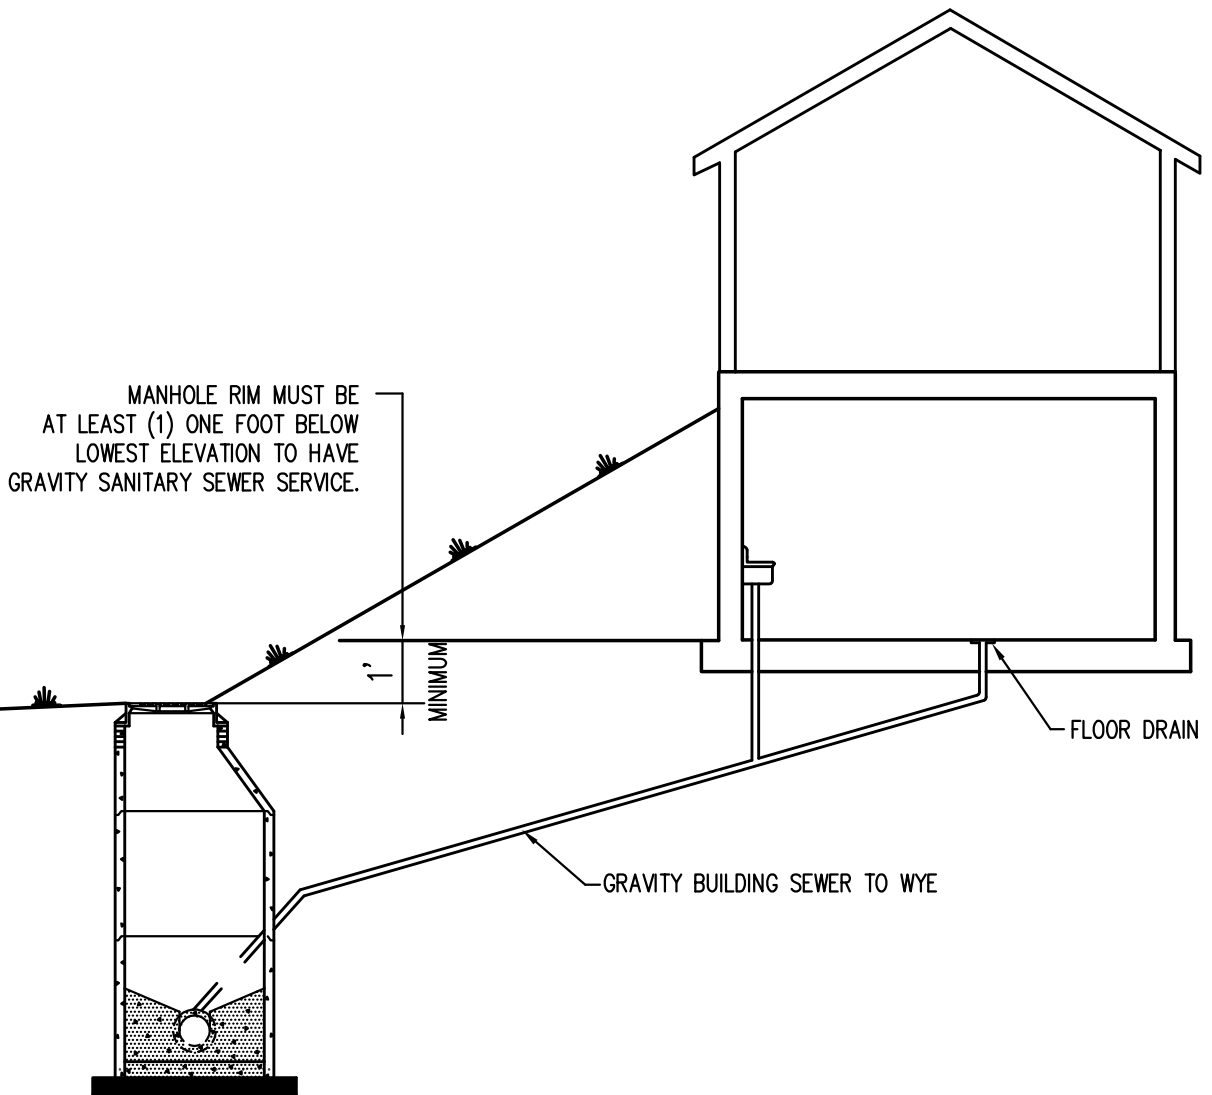 MANHOLE RIM MUST BE
AT LEAST (1) ONE FOOT BELOW
LOWEST ELEVATION TO HAVE
GRAVITY SANITARY SEWER SERVICE.
1'
MINIMUM
FLOOR DRAIN
GRAVITY BUILDING SEWER TO WYE